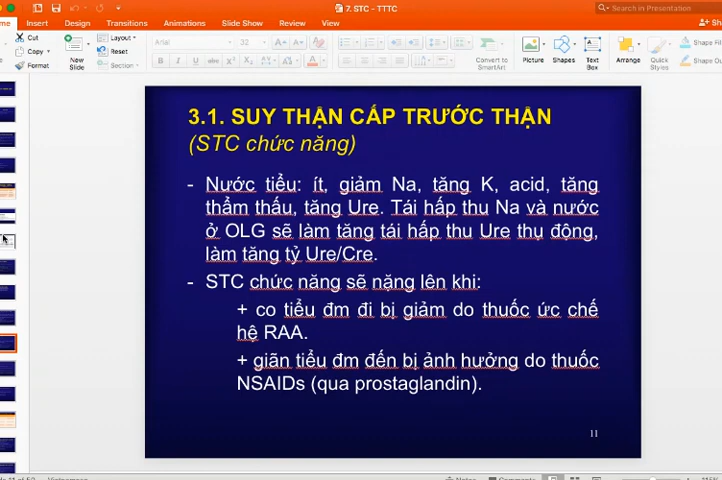 7. STC - TTTC
Search in Presentation
Insert Design Transitions Animations Slide Show Review View
Cut
Copy
Format
New
Slide
Layout
Reset
Section
Arial
32
Convert to
SmartArt
Picture
Shapes
Text
Box
Arrange
Quick
Styles
Shape
3.1. SUY THẬN CẤP TRƯỚC THẬN
(STC chức năng)
- Nước tiểu: ít, giảm Na, tăng K, acid, tăng
thẩm thấu, tăng Ure. Tái hấp thu Na và nước
ở OLG sẽ làm tăng tái hấp thu Ure thụ động,
làm tăng tỷ Ure/Cre.
- STC chức năng sẽ nặng lên khi:
+ co tiểu đm đi bị giảm do thuốc ức chế
hệ RAA.
+ giãn tiểu đm đến bị ảnh hưởng do thuốc
NSAIDs (qua prostaglandin).
11